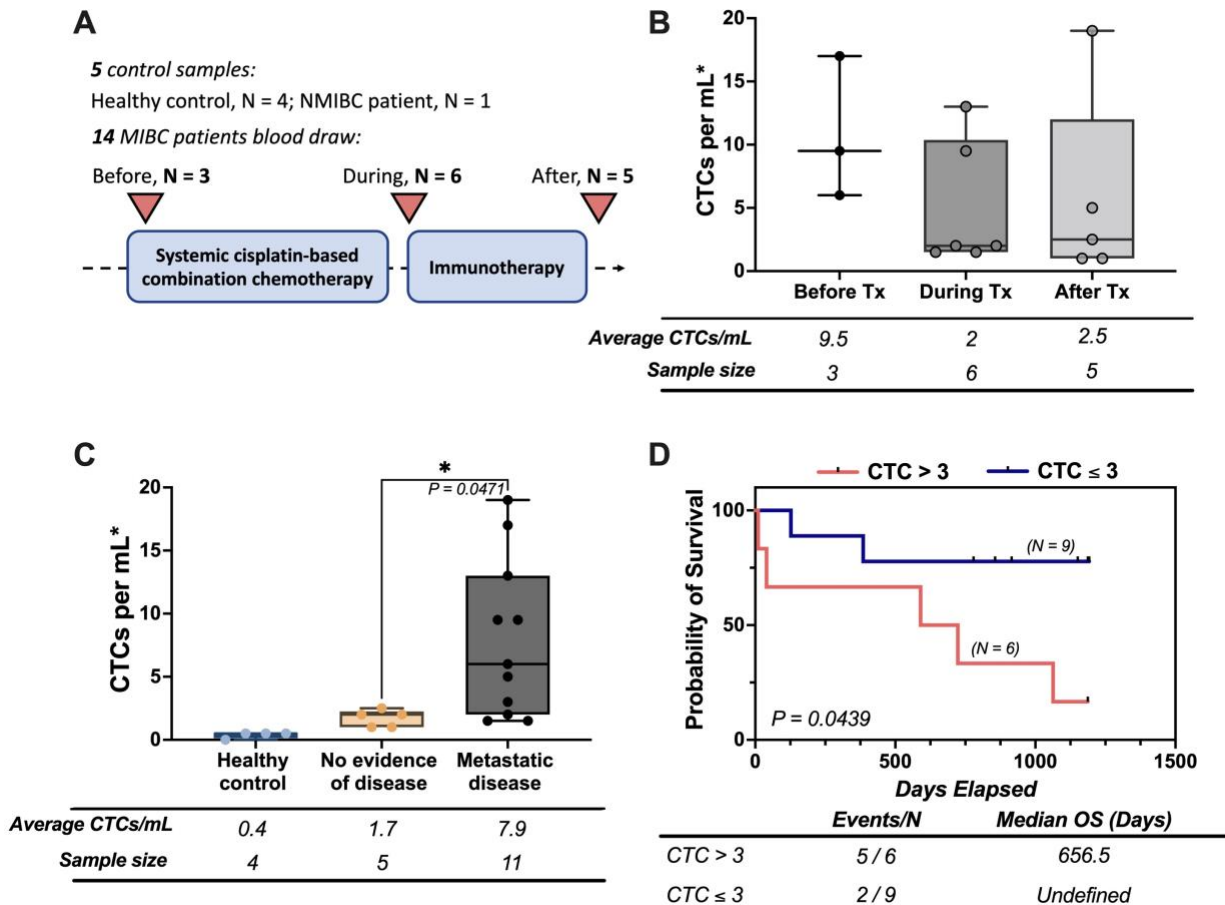 A
5 control samples:
Healthy control, N = 4; NMIBC patient, N = 1
14 MIBC patients blood draw:
Before, N = 3
During, N = 6
After, N = 5
Systemic cisplatin-based
combination chemotherapy
Immunotherapy
B
CTCs per mL*
20
15
10
5
0
Before Tx
During Tx
After Tx
Average CTCs/mL 9.5 2 2.5
Sample size 3 6 5
C
CTCs per mL*
20
15
10
5
0
*
P = 0.0471
Healthy
control
No evidence
of disease
Metastatic
disease
Average CTCs/mL 0.4 1.7 7.9
Sample size 4 5 11
D
CTC > 3
CTC ≤ 3
Probability of Survival
100
50
0
(N = 9)
(N = 6)
P = 0.0439
0 500 1000 1500
Days Elapsed
Events/N Median OS (Days)
CTC > 3 5 / 6 656.5
CTC ≤ 3 2 / 9 Undefined